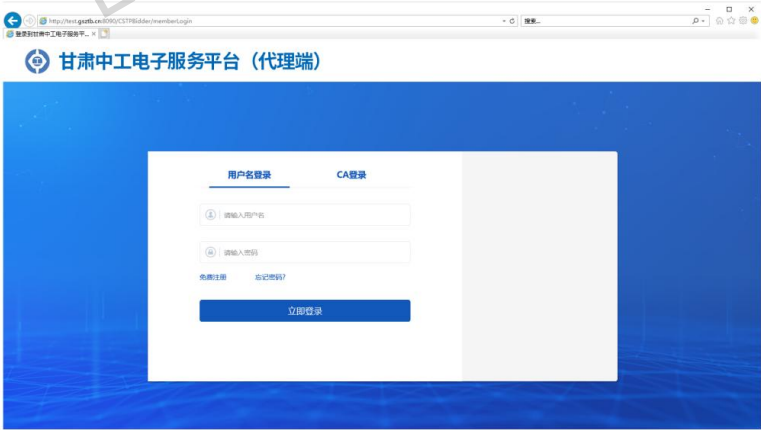 http://test.gsztb.cn:8090/CSTPBidder/memberLogin
搜索...
登录到甘肃中工电子服务平...
甘肃中工电子服务平台（代理端）
用户名登录 CA登录
请输入用户名
请输入密码
免费注册 忘记密码?
立即登录